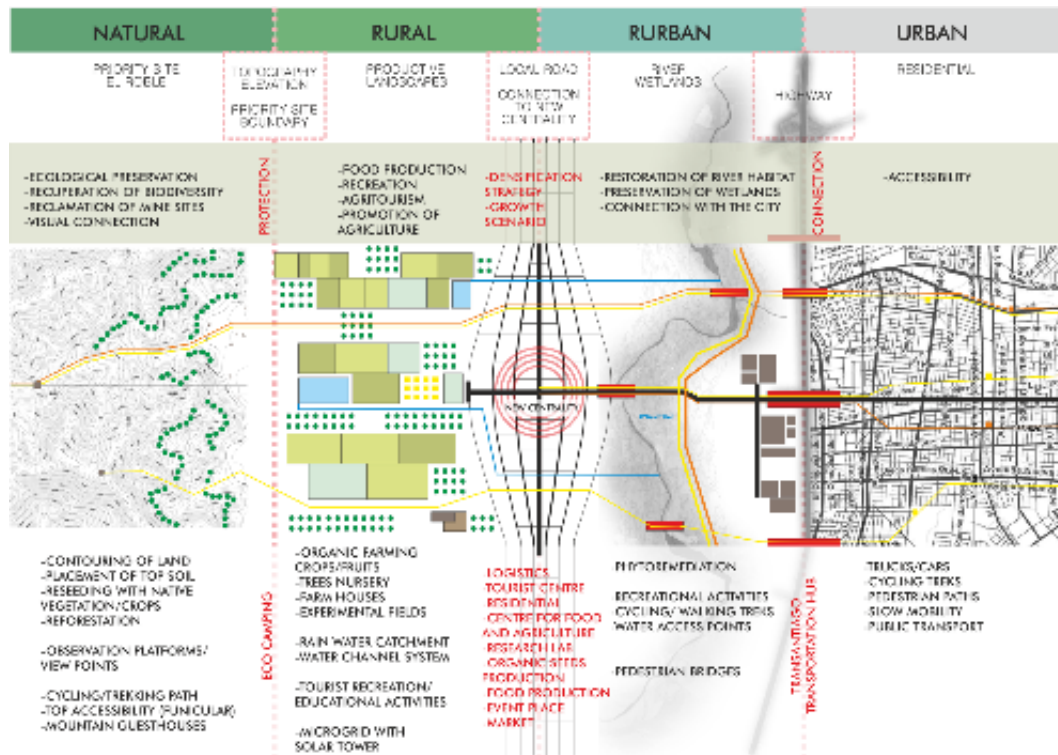 NATURAL
RURAL
RURBAN
URBAN
PRIORITY SITE
EL ROBLE
TOPOGRAPHY
ELEVATION
PRIORITY SITE
BOUNDARY
PRODUCTIVE
LANDSCAPES
LOCAL ROAD
CONNECTION
TO NEW
CENTRALITY
RIVER
WETLANDS
HIGHWAY
RESIDENTIAL
-ECOLOGICAL PRESERVATION
-RECUPERATION OF BIODIVERSITY
-RECLAMATION OF MINE SITES
-VISUAL CONNECTION
PROTECTION
-FOOD PRODUCTION
-RECREATION
-AGRITOURISM
-PROMOTION OF
AGRICULTURE
-DENSIFICATION
STRATEGY
-GROWTH
SCENARIO
-RESTORATION OF RIVER HABITAT
-PRESERVATION OF WETLANDS
-CONNECTION WITH THE CITY
CONNECTION
-ACCESSIBILITY
NEW CENTRALITY
-CONTOURING OF LAND
-PLACEMENT OF TOP SOIL
-RESEEDING WITH NATIVE
VEGETATION/CROPS
-REFORESTATION
-OBSERVATION PLATFORMS/
VIEW POINTS
-CYCLING/TREKKING PATH
-TOP ACCESSIBILITY (FUNICULAR)
-MOUNTAIN GUESTHOUSES
ECO CAMPING
-ORGANIC FARMING
CROPS/FRUITS
-TREES NURSERY
-FARM HOUSES
-EXPERIMENTAL FIELDS
-RAIN WATER CATCHMENT
-WATER CHANNEL SYSTEM
-TOURIST RECREATION/
EDUCATIONAL ACTIVITIES
-MICROGRID WITH
SOLAR TOWER
-LOGISTICS
-TOURIST CENTRE
-RESIDENTIAL
-CENTRE FOR FOOD
AND AGRICULTURE
-RESEARCH LAB
-ORGANIC SEEDS
PRODUCTION
-FOOD PRODUCTION
-EVENT PLACE
-MARKET
-PHYTOREMEDIATION
-RECREATIONAL ACTIVITIES
-CYCLING/ WALKING TREKS
-WATER ACCESS POINTS
-PEDESTRIAN BRIDGES
TRANSANTIAGO
TRANSPORTATION HUB
-TRUCKS/CARS
-CYCLING TREKS
-PEDESTRIAN PATHS
-SLOW MOBILITY
-PUBLIC TRANSPORT